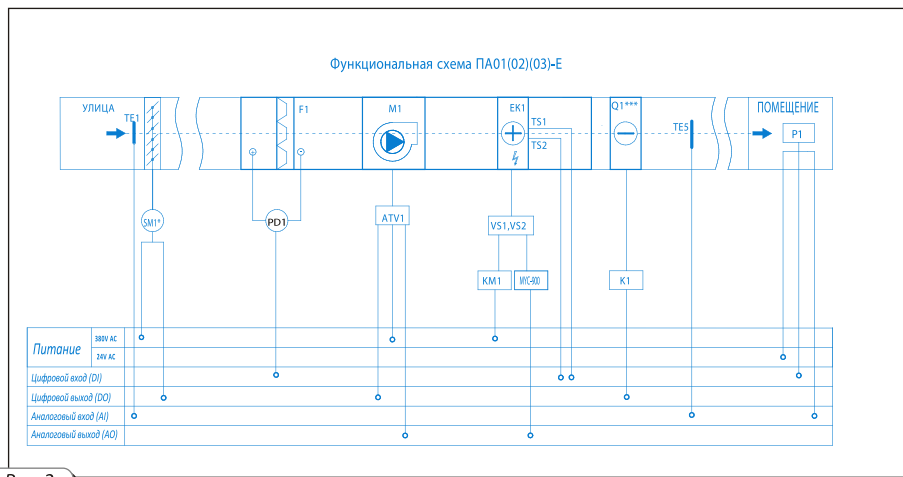 Функциональная схема ПА01(02)(03)-E
УЛИЦА
TE1
F1
M1
EK1
TS1
TS2
Q1***
TE5
ПОМЕЩЕНИЕ
P1
SM1*
PD1
ATV1
VS1,VS2
KM1
MYC-400
K1
Питание
380V AC
24V AC
Цифровой вход (DI)
Цифровой выход (DO)
Аналоговый вход (AI)
Аналоговый выход (AO)